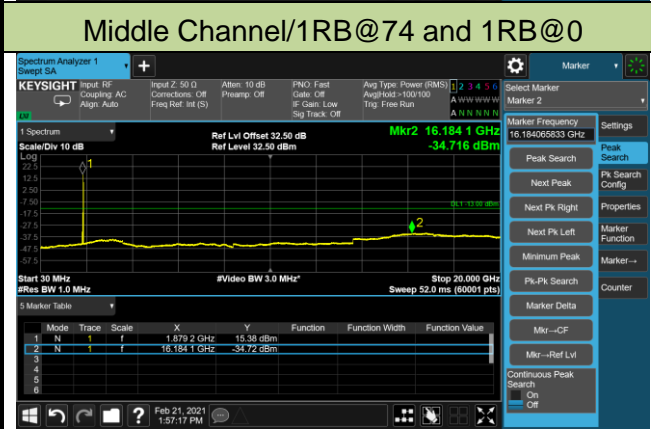 Middle Channel/1RB@74 and 1RB@0
Spectrum Analyzer 1
Swept SA
+
Marker
KEYSIGHT
Input: RF
Coupling: AC
Align: Auto
Input Z: 50 Ω
Corrections: Off
Freq Ref: Int (S)
Atten: 10 dB
Preamp: Off
PNO: Fast
Gate: Off
IF Gain: Low
Sig Track: Off
Avg Type: Power (RMS)
Avg|Hold:>100/100
Trig: Free Run
1 2 3 4 5 6
A W W W W W
A N N N N N
Select Marker
Marker 2
1 Spectrum
Scale/Div 10 dB
Ref Lvl Offset 32.50 dB
Ref Level 32.50 dBm
Mkr2 16.184 1 GHz
-34.716 dBm
Log
22.5
12.5
2.50
-7.50
-17.5
-27.5
-37.5
-47.5
-57.5
1
2
DL1 -13.00 dBm
Start 30 MHz
#Res BW 1.0 MHz
#Video BW 3.0 MHz*
Stop 20.000 GHz
Sweep 52.0 ms (60001 pts)
5 Marker Table
Mode Trace Scale X Y Function Function Width Function Value
1 N 1 f 1.879 2 GHz 15.38 dBm
2 N 1 f 16.184 1 GHz -34.72 dBm
3
4
5
6
Marker Frequency
16.184065833 GHz
Peak Search
Next Peak
Next Pk Right
Next Pk Left
Minimum Peak
Pk-Pk Search
Marker Delta
Mkr→CF
Mkr→Ref Lvl
Continuous Peak Search
On
Off
Settings
Peak Search
Pk Search Config
Properties
Marker Function
Marker→
Counter
?
Feb 21, 2021
1:57:17 PM